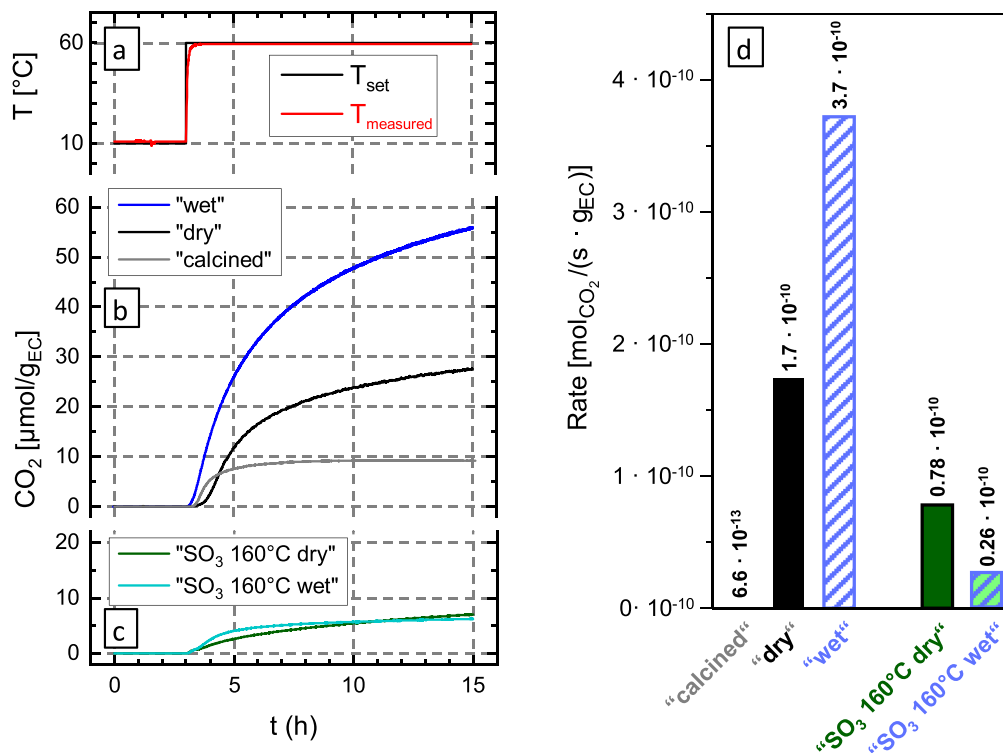 a
T [°C]
60
10
T_set
T_measured
"wet"
"dry"
"calcined"
b
CO₂ [µmol/g_EC]
60
50
40
30
20
10
0
"SO₃ 160°C dry"
"SO₃ 160°C wet"
c
20
10
0
0
5
10
15
t (h)
d
Rate [mol_CO₂/(s · g_EC)]
4 · 10⁻¹⁰
3 · 10⁻¹⁰
2 · 10⁻¹⁰
1 · 10⁻¹⁰
0 · 10⁻¹⁰
6.6 · 10⁻¹³
1.7 · 10⁻¹⁰
3.7 · 10⁻¹⁰
0.78 · 10⁻¹⁰
0.26 · 10⁻¹⁰
“calcined“
“dry“
“wet“
“SO₃ 160°C dry“
“SO₃ 160°C wet“